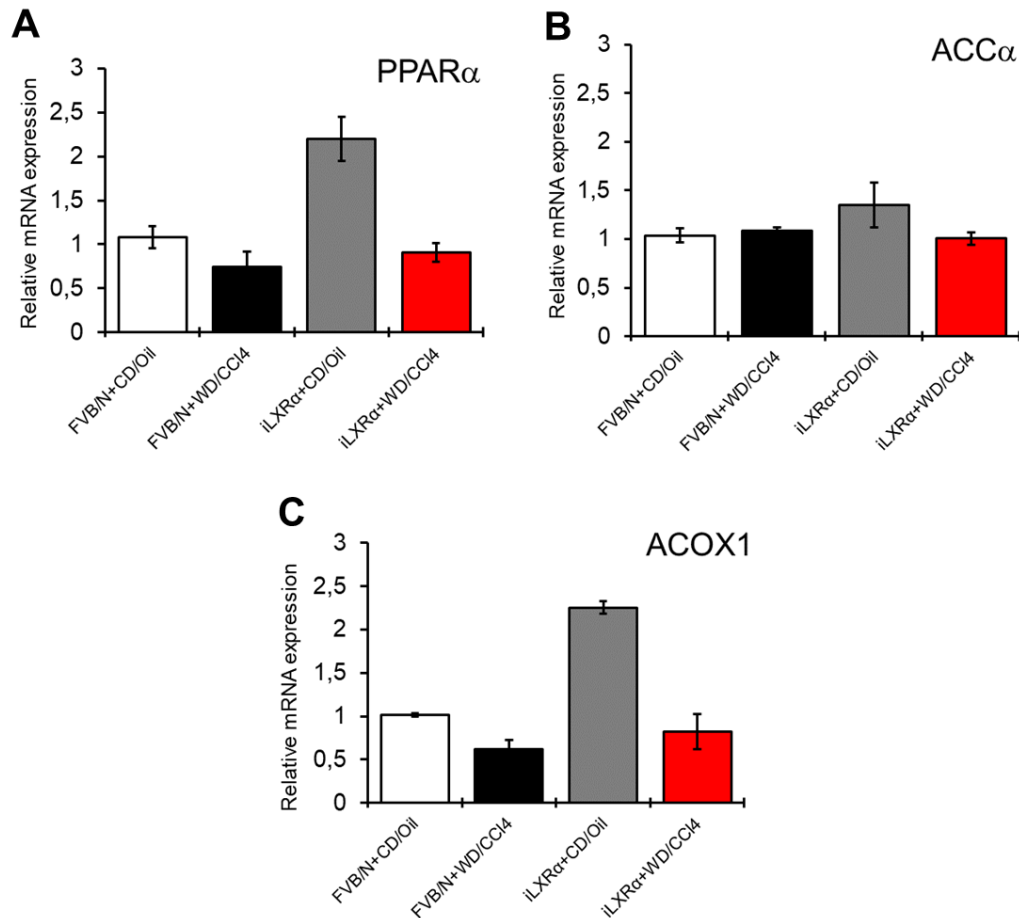 A
PPARα
Relative mRNA expression
3
2,5
2
1,5
1
0,5
0
FVB/N+CD/Oil
FVB/N+WD/CCl4
iLXRα+CD/Oil
iLXRα+WD/CCl4
B
ACCα
Relative mRNA expression
3
2,5
2
1,5
1
0,5
0
FVB/N+CD/Oil
FVB/N+WD/CCl4
iLXRα+CD/Oil
iLXRα+WD/CCl4
C
ACOX1
Relative mRNA expression
3
2,5
2
1,5
1
0,5
0
FVB/N+CD/Oil
FVB/N+WD/CCl4
iLXRα+CD/Oil
iLXRα+WD/CCl4